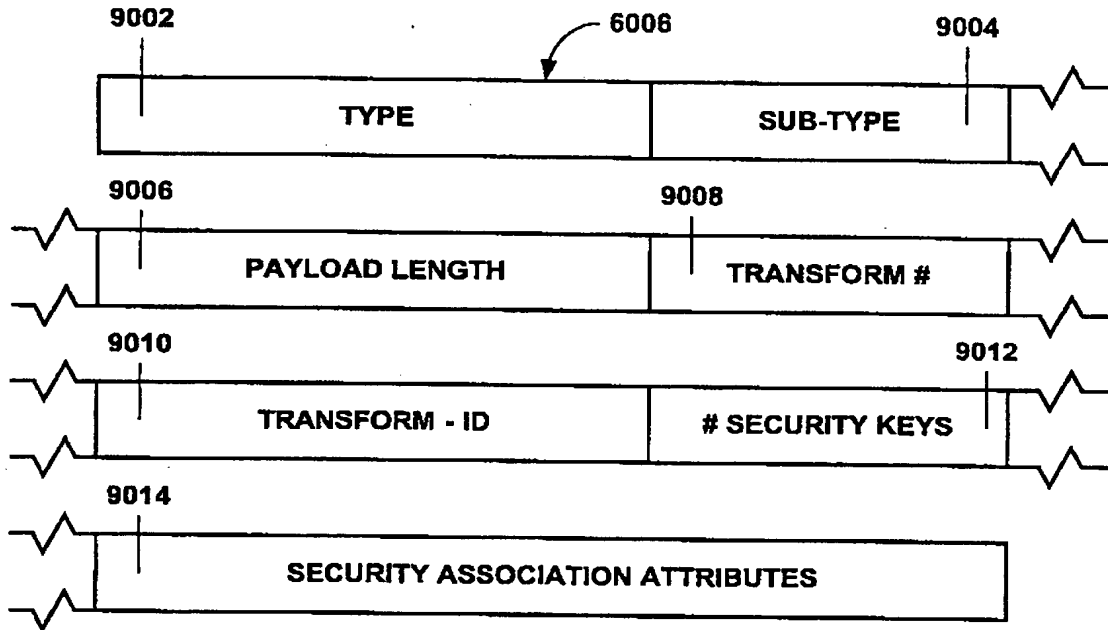 9002 6006 9004
TYPE SUB-TYPE
9006 9008
PAYLOAD LENGTH TRANSFORM #
9010 9012
TRANSFORM - ID # SECURITY KEYS
9014
SECURITY ASSOCIATION ATTRIBUTES